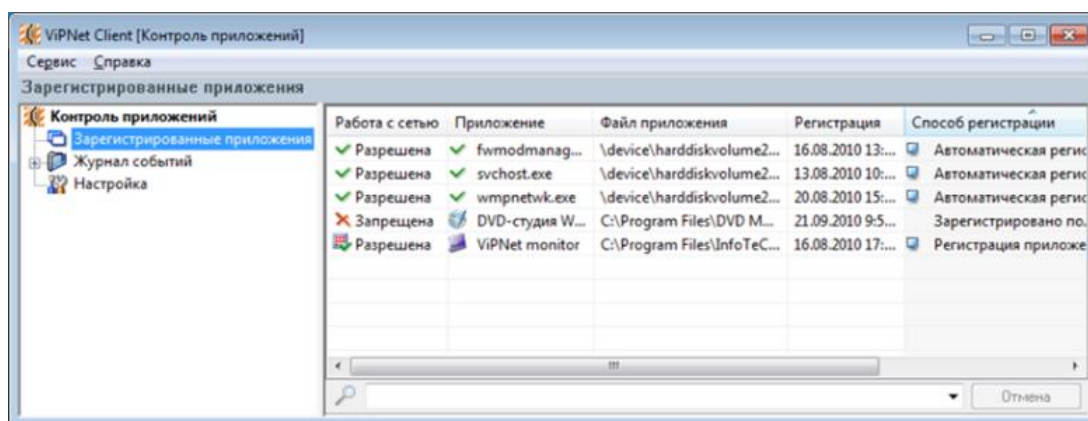 ViPNet Client [Контроль приложений]
Сервис Справка
Зарегистрированные приложения
Контроль приложений
Зарегистрированные приложения
Журнал событий
Настройка
Работа с сетью Приложение Файл приложения Регистрация Способ регистрации
Разрешена fwmodmanag... \device\harddiskvolume2... 16.08.2010 13:... Автоматическая регис
Разрешена svchost.exe \device\harddiskvolume2... 13.08.2010 10:... Автоматическая регис
Разрешена wmpnetwk.exe \device\harddiskvolume2... 20.08.2010 15:... Автоматическая регис
Запрещена DVD-студия W... C:\Program Files\DVD M... 21.09.2010 9:5... Зарегистрировано по.
Разрешена ViPNet monitor C:\Program Files\InfoTeC... 16.08.2010 17:... Регистрация приложе
Отмена